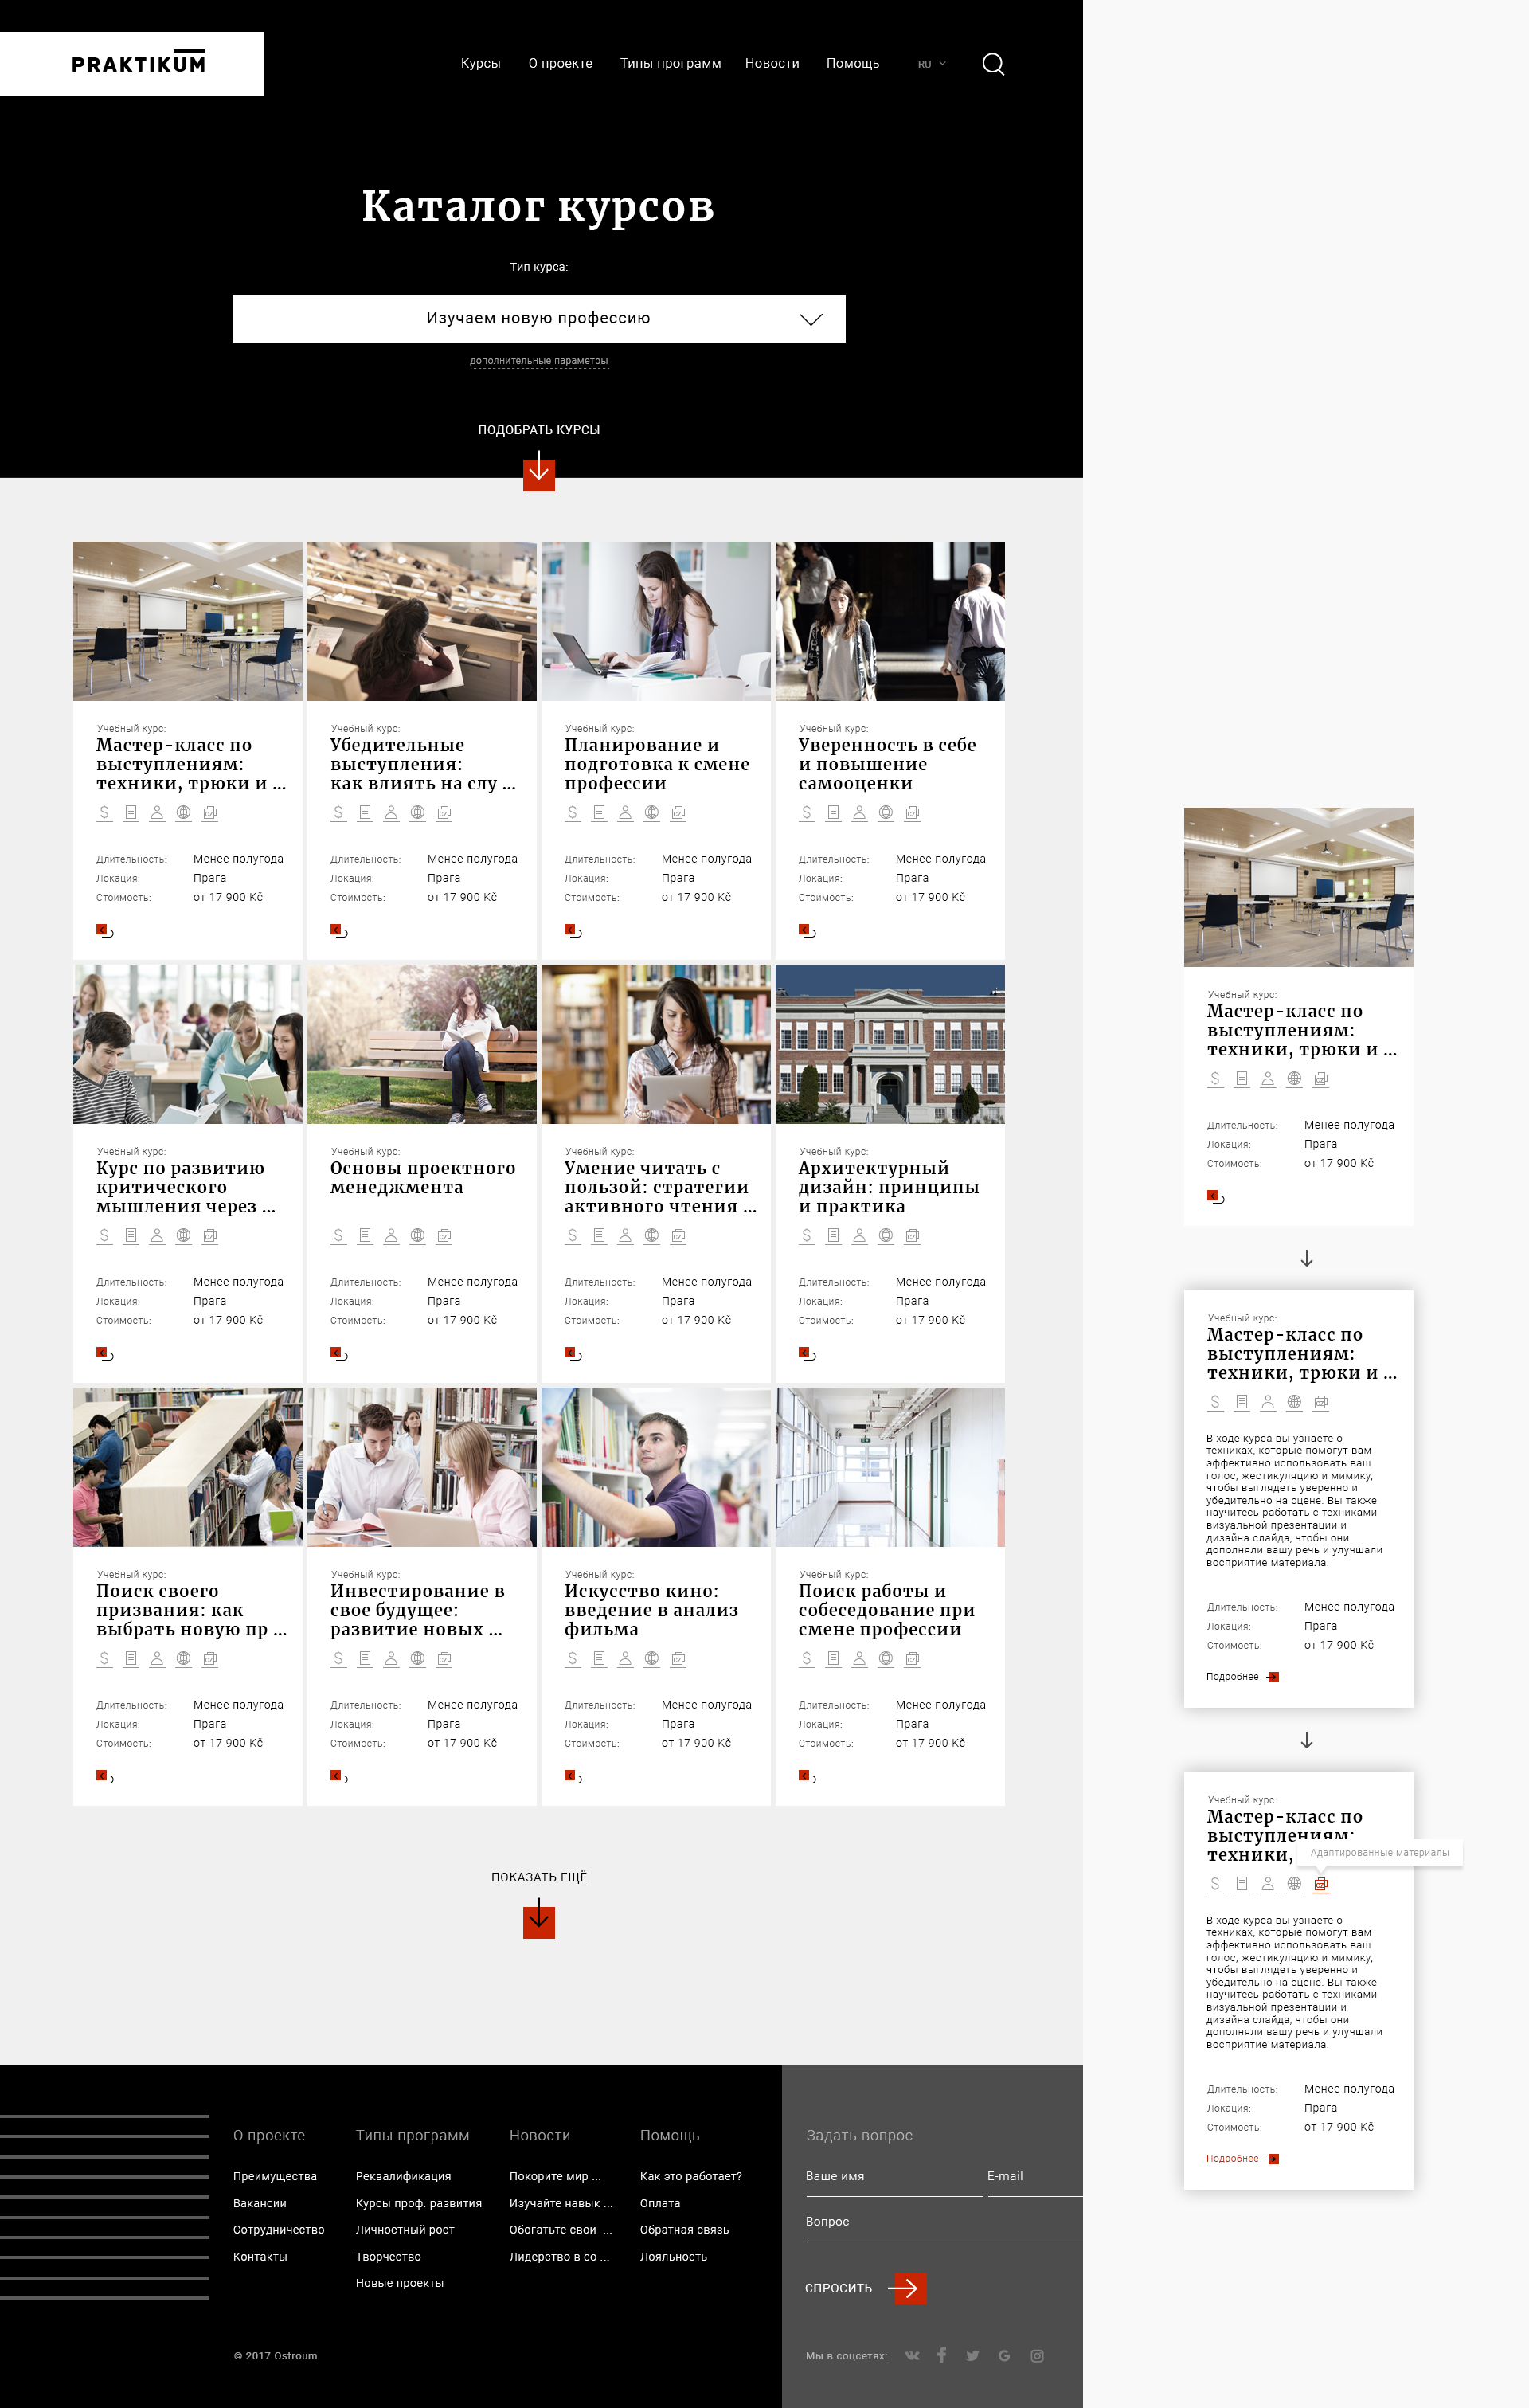 PRAKTIKUM
Курсы О проекте Типы программ Новости Помощь RU
Каталог курсов
Тип курса:
Изучаем новую профессию
дополнительные параметры
ПОДОБРАТЬ КУРСЫ
Учебный курс:
Мастер-класс по
выступлениям:
техники, трюки и ...
$ CZ
Длительность: Менее полугода
Локация: Прага
Стоимость: от 17 900 Kč
Учебный курс:
Убедительные
выступления:
как влиять на слу ...
$ CZ
Длительность: Менее полугода
Локация: Прага
Стоимость: от 17 900 Kč
Учебный курс:
Планирование и
подготовка к смене
профессии
$ CZ
Длительность: Менее полугода
Локация: Прага
Стоимость: от 17 900 Kč
Учебный курс:
Уверенность в себе
и повышение
самооценки
$ CZ
Длительность: Менее полугода
Локация: Прага
Стоимость: от 17 900 Kč
Учебный курс:
Курс по развитию
критического
мышления через ...
$ CZ
Длительность: Менее полугода
Локация: Прага
Стоимость: от 17 900 Kč
Учебный курс:
Основы проектного
менеджмента
$ CZ
Длительность: Менее полугода
Локация: Прага
Стоимость: от 17 900 Kč
Учебный курс:
Умение читать с
пользой: стратегии
активного чтения ...
$ CZ
Длительность: Менее полугода
Локация: Прага
Стоимость: от 17 900 Kč
Учебный курс:
Архитектурный
дизайн: принципы
и практика
$ CZ
Длительность: Менее полугода
Локация: Прага
Стоимость: от 17 900 Kč
Учебный курс:
Поиск своего
призвания: как
выбрать новую пр ...
$ CZ
Длительность: Менее полугода
Локация: Прага
Стоимость: от 17 900 Kč
Учебный курс:
Инвестирование в
свое будущее:
развитие новых ...
$ CZ
Длительность: Менее полугода
Локация: Прага
Стоимость: от 17 900 Kč
Учебный курс:
Искусство кино:
введение в анализ
фильма
$ CZ
Длительность: Менее полугода
Локация: Прага
Стоимость: от 17 900 Kč
Учебный курс:
Поиск работы и
собеседование при
смене профессии
$ CZ
Длительность: Менее полугода
Локация: Прага
Стоимость: от 17 900 Kč
ПОКАЗАТЬ ЕЩЁ
Учебный курс:
Мастер-класс по
выступлениям:
техники, трюки и ...
$ CZ
Длительность: Менее полугода
Локация: Прага
Стоимость: от 17 900 Kč
Учебный курс:
Мастер-класс по
выступлениям:
техники, трюки и ...
$ CZ
В ходе курса вы узнаете о
техниках, которые помогут вам
эффективно использовать ваш
голос, жестикуляцию и мимику,
чтобы выглядеть уверенно и
убедительно на сцене. Вы также
научитесь работать с техниками
визуальной презентации и
дизайна слайда, чтобы они
дополняли вашу речь и улучшали
восприятие материала.
Длительность: Менее полугода
Локация: Прага
Стоимость: от 17 900 Kč
Подробнее
Учебный курс:
Мастер-класс по
выступлениям:
техники,
Адаптированные материалы
$ CZ
В ходе курса вы узнаете о
техниках, которые помогут вам
эффективно использовать ваш
голос, жестикуляцию и мимику,
чтобы выглядеть уверенно и
убедительно на сцене. Вы также
научитесь работать с техниками
визуальной презентации и
дизайна слайда, чтобы они
дополняли вашу речь и улучшали
восприятие материала.
Длительность: Менее полугода
Локация: Прага
Стоимость: от 17 900 Kč
Подробнее
О проекте
Преимущества
Вакансии
Сотрудничество
Контакты
Типы программ
Реквалификация
Курсы проф. развития
Личностный рост
Творчество
Новые проекты
Новости
Покорите мир ...
Изучайте навык ...
Обогатьте свои ...
Лидерство в со ...
Помощь
Как это работает?
Оплата
Обратная связь
Лояльность
Задать вопрос
Ваше имя E-mail
Вопрос
СПРОСИТЬ
© 2017 Ostroum
Мы в соцсетях: